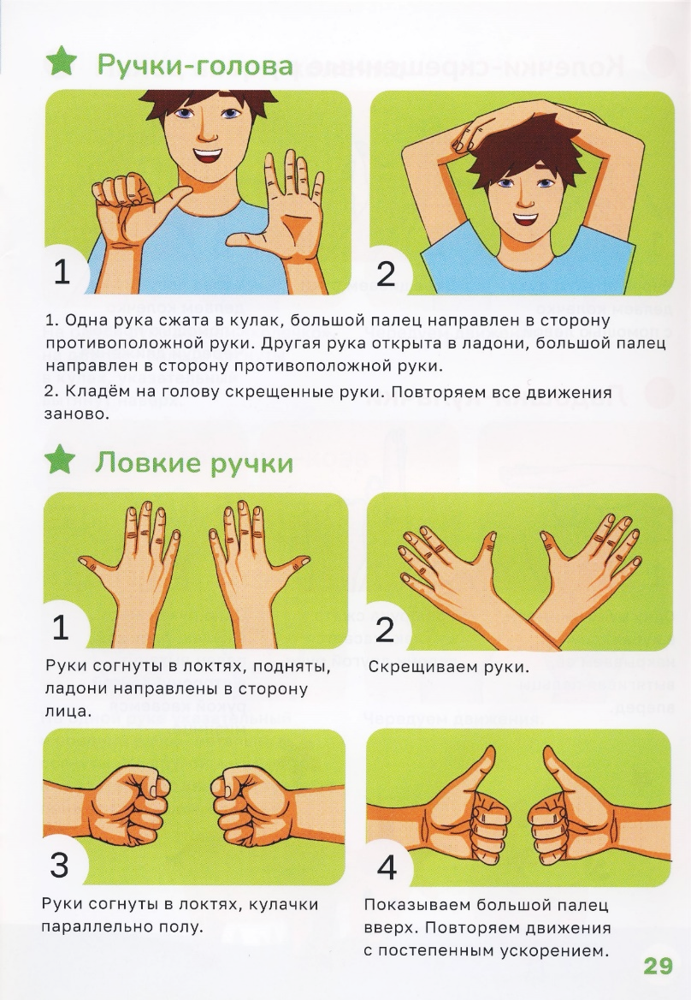 Ручки-голова
1
2
1. Одна рука сжата в кулак, большой палец направлен в сторону
противоположной руки. Другая рука открыта в ладони, большой палец
направлен в сторону противоположной руки.
2. Кладём на голову скрещенные руки. Повторяем все движения
заново.
Ловкие ручки
1
2
Руки согнуты в локтях, подняты,
ладони направлены в сторону
лица.
Скрещиваем руки.
3
4
Руки согнуты в локтях, кулачки
параллельно полу.
Показываем большой палец
вверх. Повторяем движения
с постепенным ускорением.
29